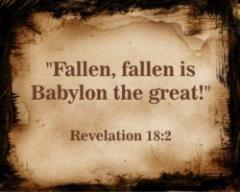 "Fallen, fallen is
Babylon the great!"
Revelation 18:2